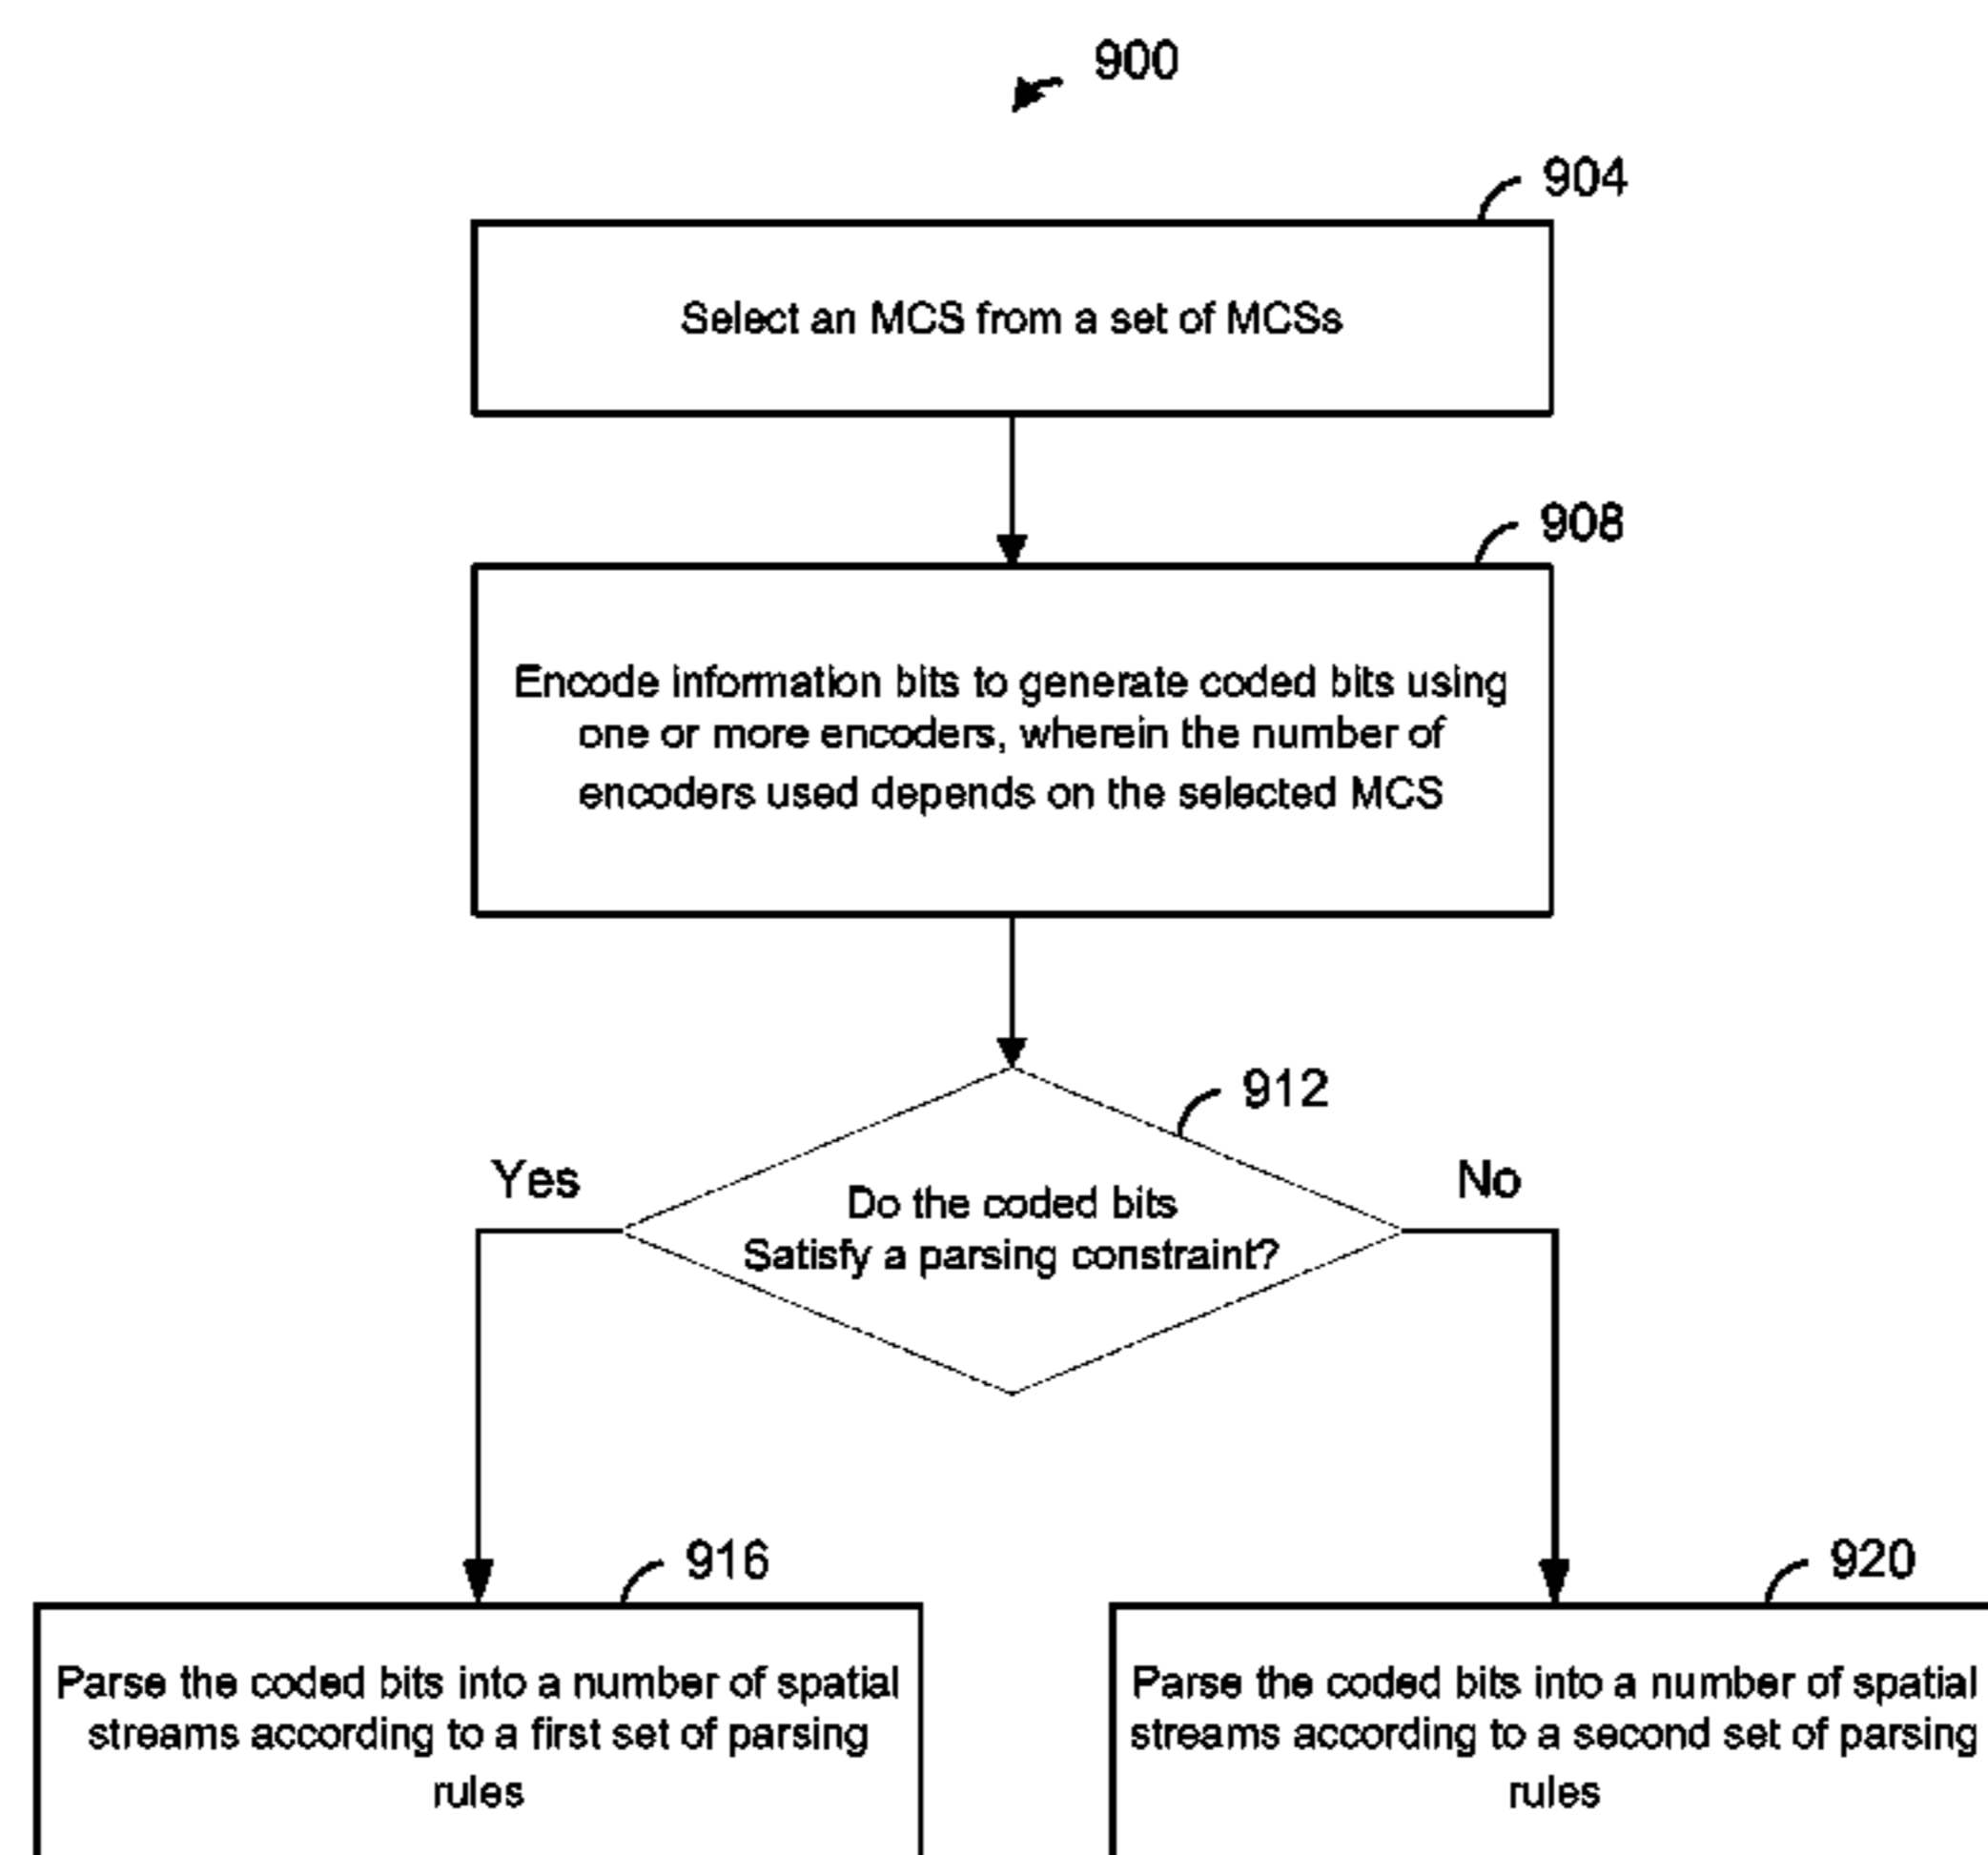 900
904
Select an MCS from a set of MCSs
908
Encode information bits to generate coded bits using
one or more encoders, wherein the number of
encoders used depends on the selected MCS
912
Yes
No
Do the coded bits
Satisfy a parsing constraint?
916
920
Parse the coded bits into a number of spatial
streams according to a first set of parsing
rules
Parse the coded bits into a number of spatial
streams according to a second set of parsing
rules